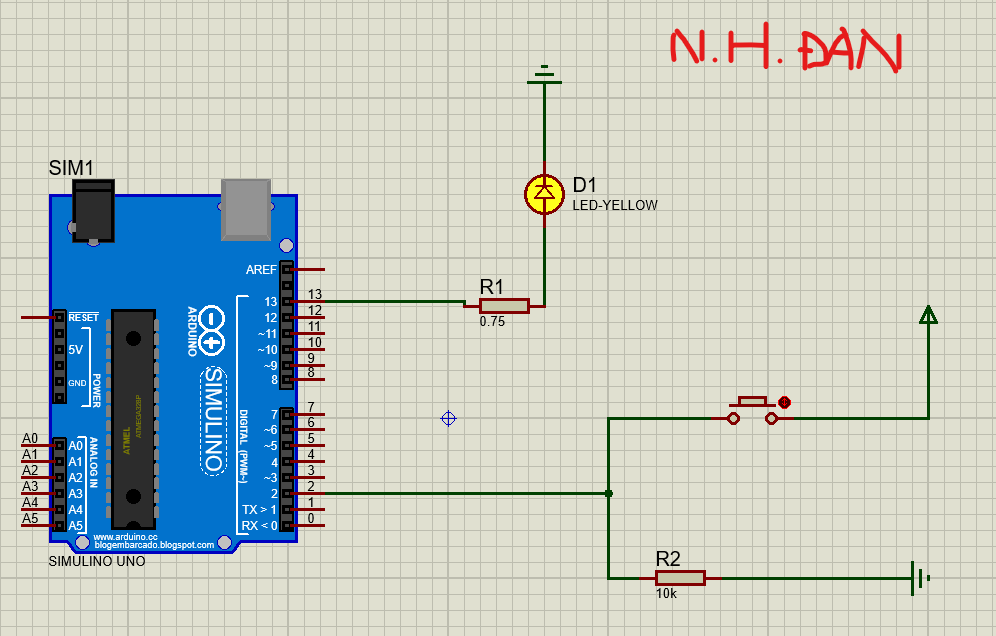 N.H.ĐAN
SIM1
D1
LED-YELLOW
R1
0.75
AREF
13
13
12
12
~11
11
~10
10
~9
9
8
8
RESET
5V
GND
POWER
ARDUINO
SIMULINO
ATMEL
ATMEGA328P
DIGITAL (PWM~)
ANALOG IN
7
7
~6
6
~5
5
4
4
~3
3
2
2
TX > 1
1
RX < 0
0
A0
A0
A1
A1
A2
A2
A3
A3
A4
A4
A5
A5
www.arduino.cc
blogembarcado.blogspot.com
SIMULINO UNO
R2
10k